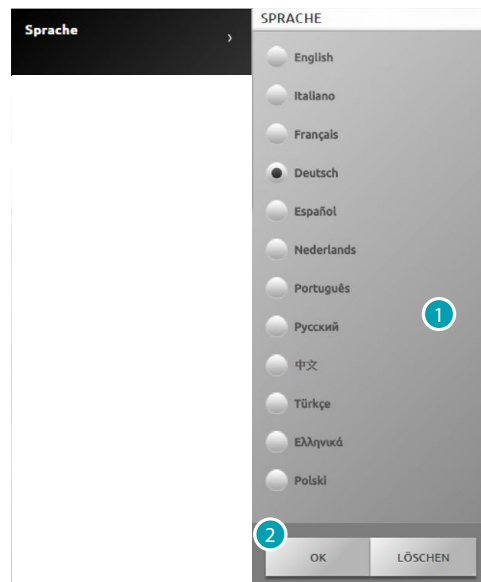 Sprache
SPRACHE
English
Italiano
Français
Deutsch
Español
Nederlands
Português
Русский
中文
Türkçe
Ελληνικά
Polski
1
2
OK
LÖSCHEN